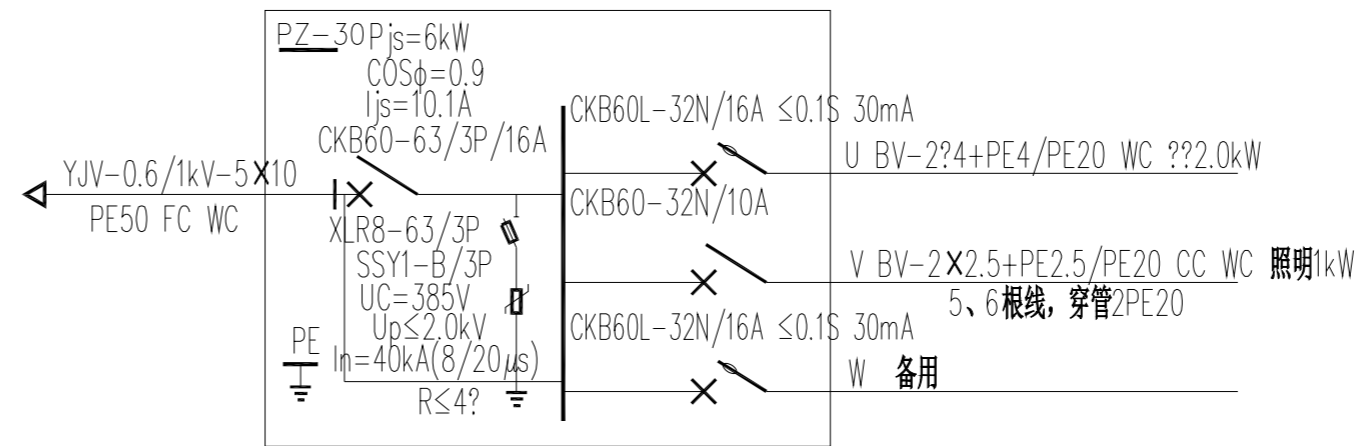 PZ-30 Pjs=6kW
COSϕ=0.9
Ijs=10.1A
CKB60-63/3P/16A
YJV-0.6/1kV-5×10
PE50 FC WC
XLR8-63/3P
SSY1-B/3P
UC=385V
Up≤2.0kV
In=40kA(8/20μs)
R≤4?
PE
CKB60L-32N/16A ≤0.1S 30mA
U BV-2?4+PE4/PE20 WC ??2.0kW
CKB60-32N/10A
V BV-2×2.5+PE2.5/PE20 CC WC 照明1kW
5、6根线，穿管2PE20
CKB60L-32N/16A ≤0.1S 30mA
W 备用